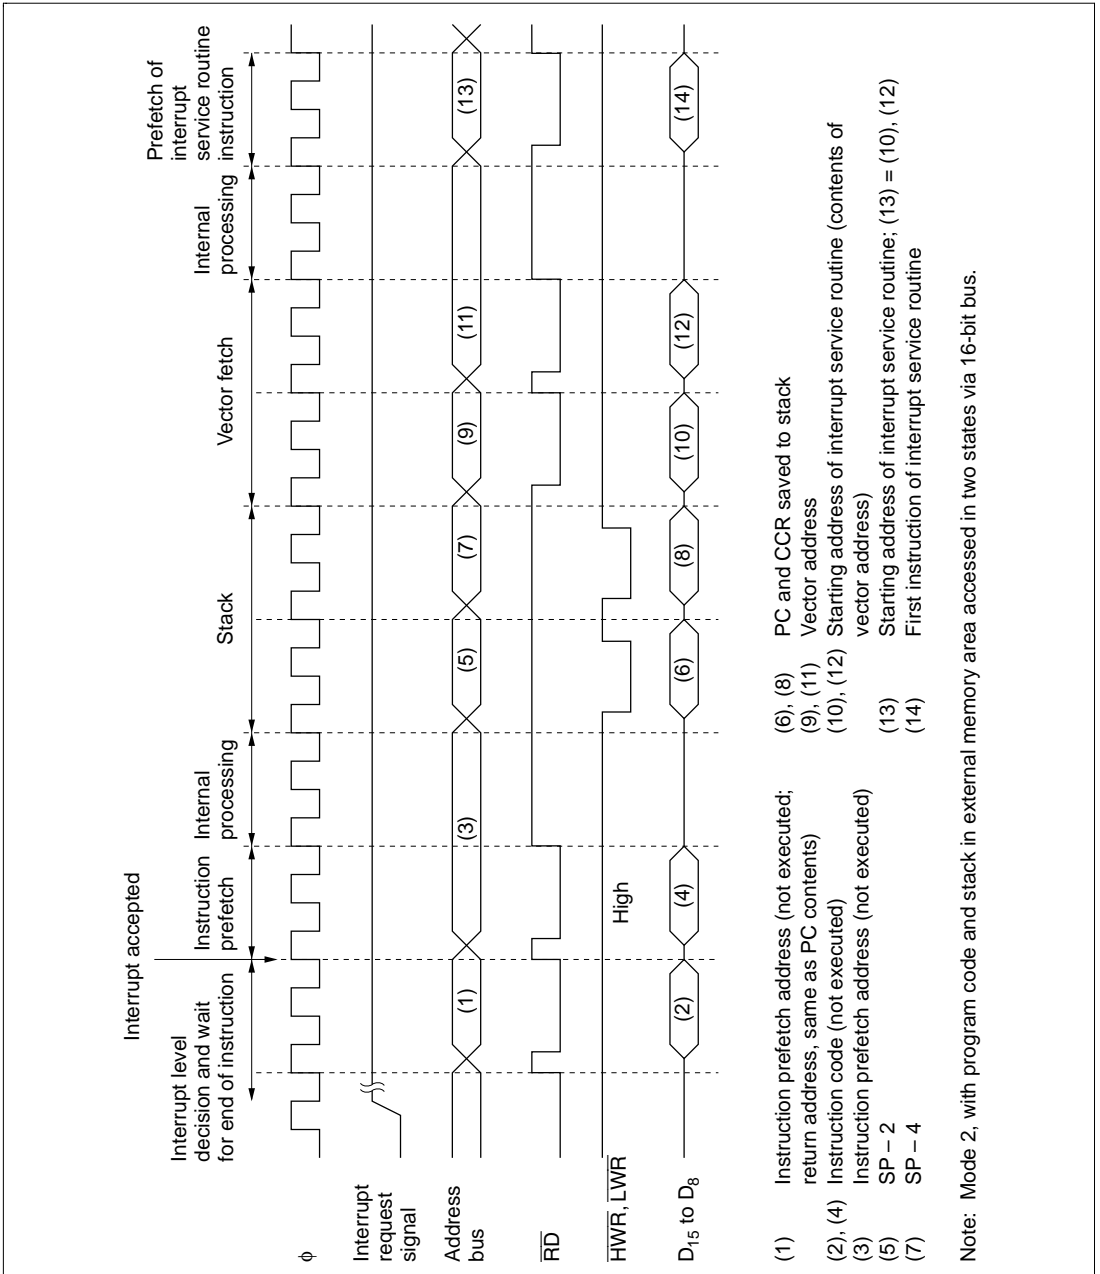 Interrupt accepted
Interrupt level
decision and wait
for end of instruction
Instruction
prefetch
Internal
processing
Stack
Vector fetch
Internal
processing
Prefetch of
interrupt
service routine
instruction
φ
Interrupt
request
signal
Address
bus
(1)
(3)
(5)
(7)
(9)
(11)
(13)
RD
HWR, LWR
High
D15 to D8
(2)
(4)
(6)
(8)
(10)
(12)
(14)
(1) Instruction prefetch address (not executed;
return address, same as PC contents)
(2), (4) Instruction code (not executed)
(3) Instruction prefetch address (not executed)
(5) SP – 2
(7) SP – 4
(6), (8) PC and CCR saved to stack
(9), (11) Vector address
(10), (12) Starting address of interrupt service routine (contents of
vector address)
(13) Starting address of interrupt service routine; (13) = (10), (12)
(14) First instruction of interrupt service routine
Note: Mode 2, with program code and stack in external memory area accessed in two states via 16-bit bus.